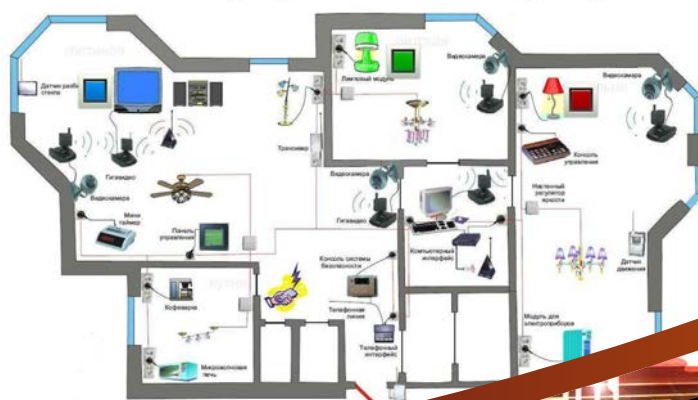 гостиная
Датчик разбития
стекла
Видеокамера
Гигавидео
Мини
таймер
Панель
управления
Трансивер
Ламповый модуль
Видеокамера
Видеокамера
Гигавидео
Компьютерный
интерфейс
Консоль системы
безопасности
Телефонная
линия
Телефонный
интерфейс
кухня
Кофеварка
Микроволновая
печь
Видеокамера
Консоль
управления
Настенный
регулятор
яркости
Датчик
движения
Модуль для
электроприборов